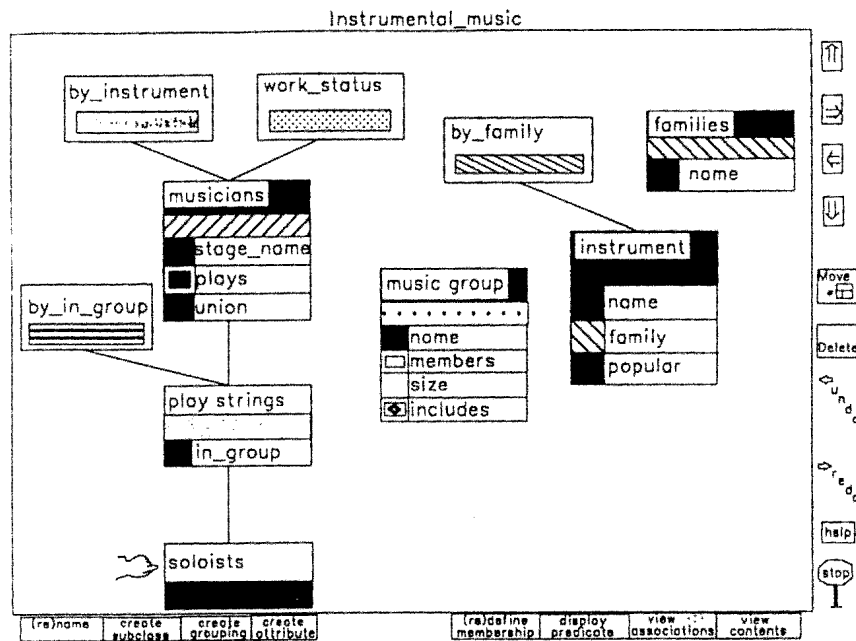 Instrumental_music
by_instrument
work_status
by_family
families
name
musicians
stage_name
plays
union
instrument
name
family
popular
music group
name
members
size
includes
by_in_group
play strings
in_group
soloists
Move
Delete
undo
redo
help
stop
(re)name
create
subclass
create
grouping
create
attribute
(re)define
membership
display
predicate
view
associations
view
contents